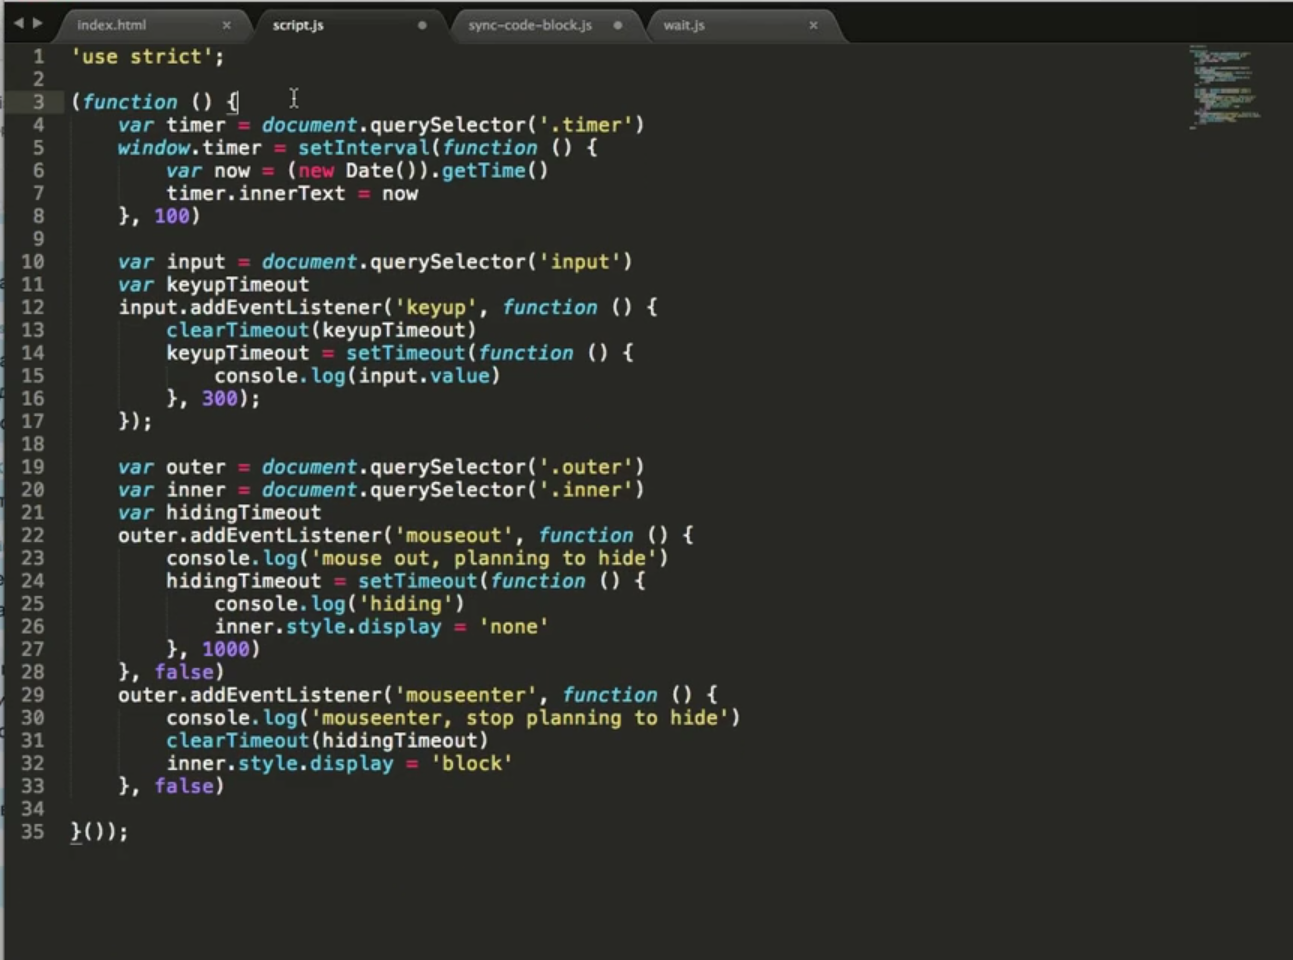 index.html × script.js sync-code-block.js wait.js ×
1 'use strict';
2
3 (function () {
4     var timer = document.querySelector('.timer')
5     window.timer = setInterval(function () {
6         var now = (new Date()).getTime()
7         timer.innerText = now
8     }, 100)
9
10     var input = document.querySelector('input')
11     var keyupTimeout
12     input.addEventListener('keyup', function () {
13         clearTimeout(keyupTimeout)
14         keyupTimeout = setTimeout(function () {
15             console.log(input.value)
16         }, 300);
17     });
18
19     var outer = document.querySelector('.outer')
20     var inner = document.querySelector('.inner')
21     var hidingTimeout
22     outer.addEventListener('mouseout', function () {
23         console.log('mouse out, planning to hide')
24         hidingTimeout = setTimeout(function () {
25             console.log('hiding')
26             inner.style.display = 'none'
27         }, 1000)
28     }, false)
29     outer.addEventListener('mouseenter', function () {
30         console.log('mouseenter, stop planning to hide')
31         clearTimeout(hidingTimeout)
32         inner.style.display = 'block'
33     }, false)
34
35 }());